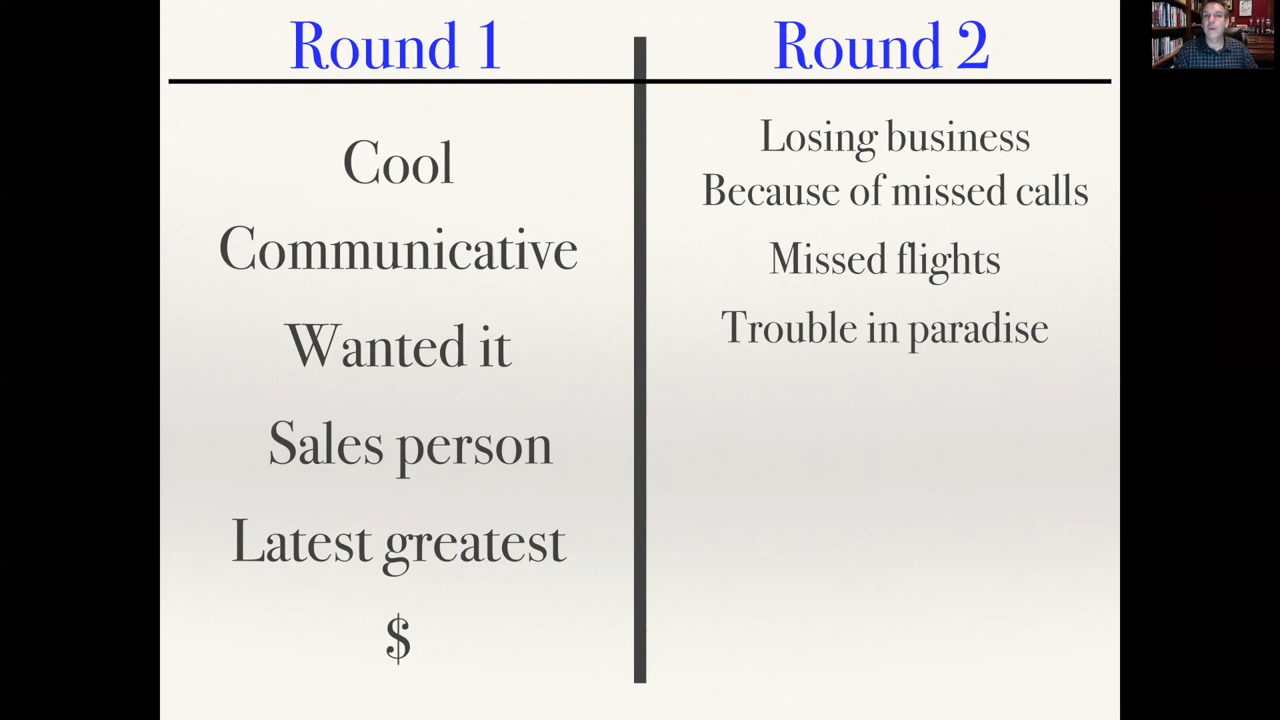 Round 1
Cool
Communicative
Wanted it
Sales person
Latest greatest
$
Round 2
Losing business
Because of missed calls
Missed flights
Trouble in paradise